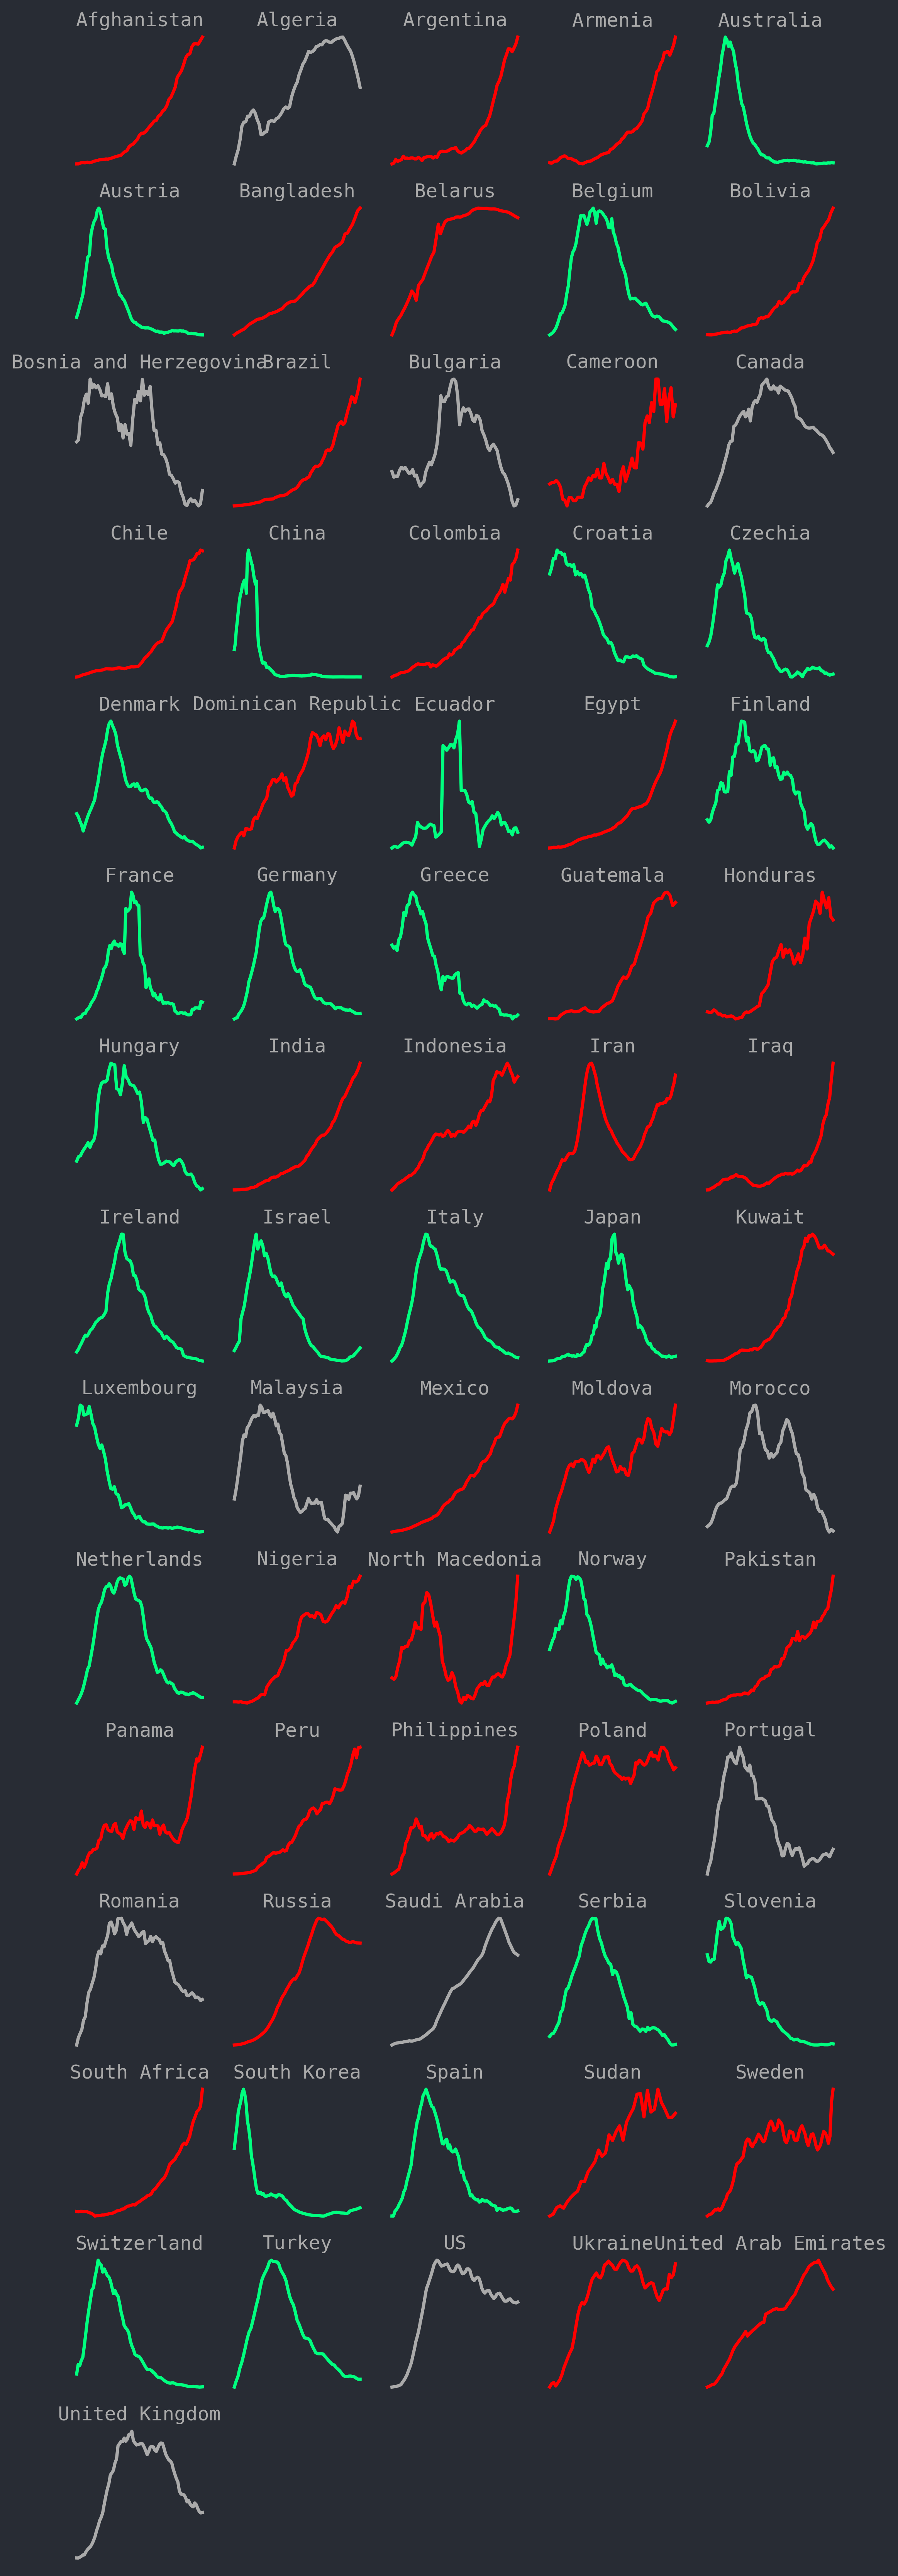 Afghanistan Algeria Argentina Armenia Australia
Austria Bangladesh Belarus Belgium Bolivia
Bosnia and Herzegovina Brazil Bulgaria Cameroon Canada
Chile China Colombia Croatia Czechia
Denmark Dominican Republic Ecuador Egypt Finland
France Germany Greece Guatemala Honduras
Hungary India Indonesia Iran Iraq
Ireland Israel Italy Japan Kuwait
Luxembourg Malaysia Mexico Moldova Morocco
Netherlands Nigeria North Macedonia Norway Pakistan
Panama Peru Philippines Poland Portugal
Romania Russia Saudi Arabia Serbia Slovenia
South Africa South Korea Spain Sudan Sweden
Switzerland Turkey US Ukraine United Arab Emirates
United Kingdom